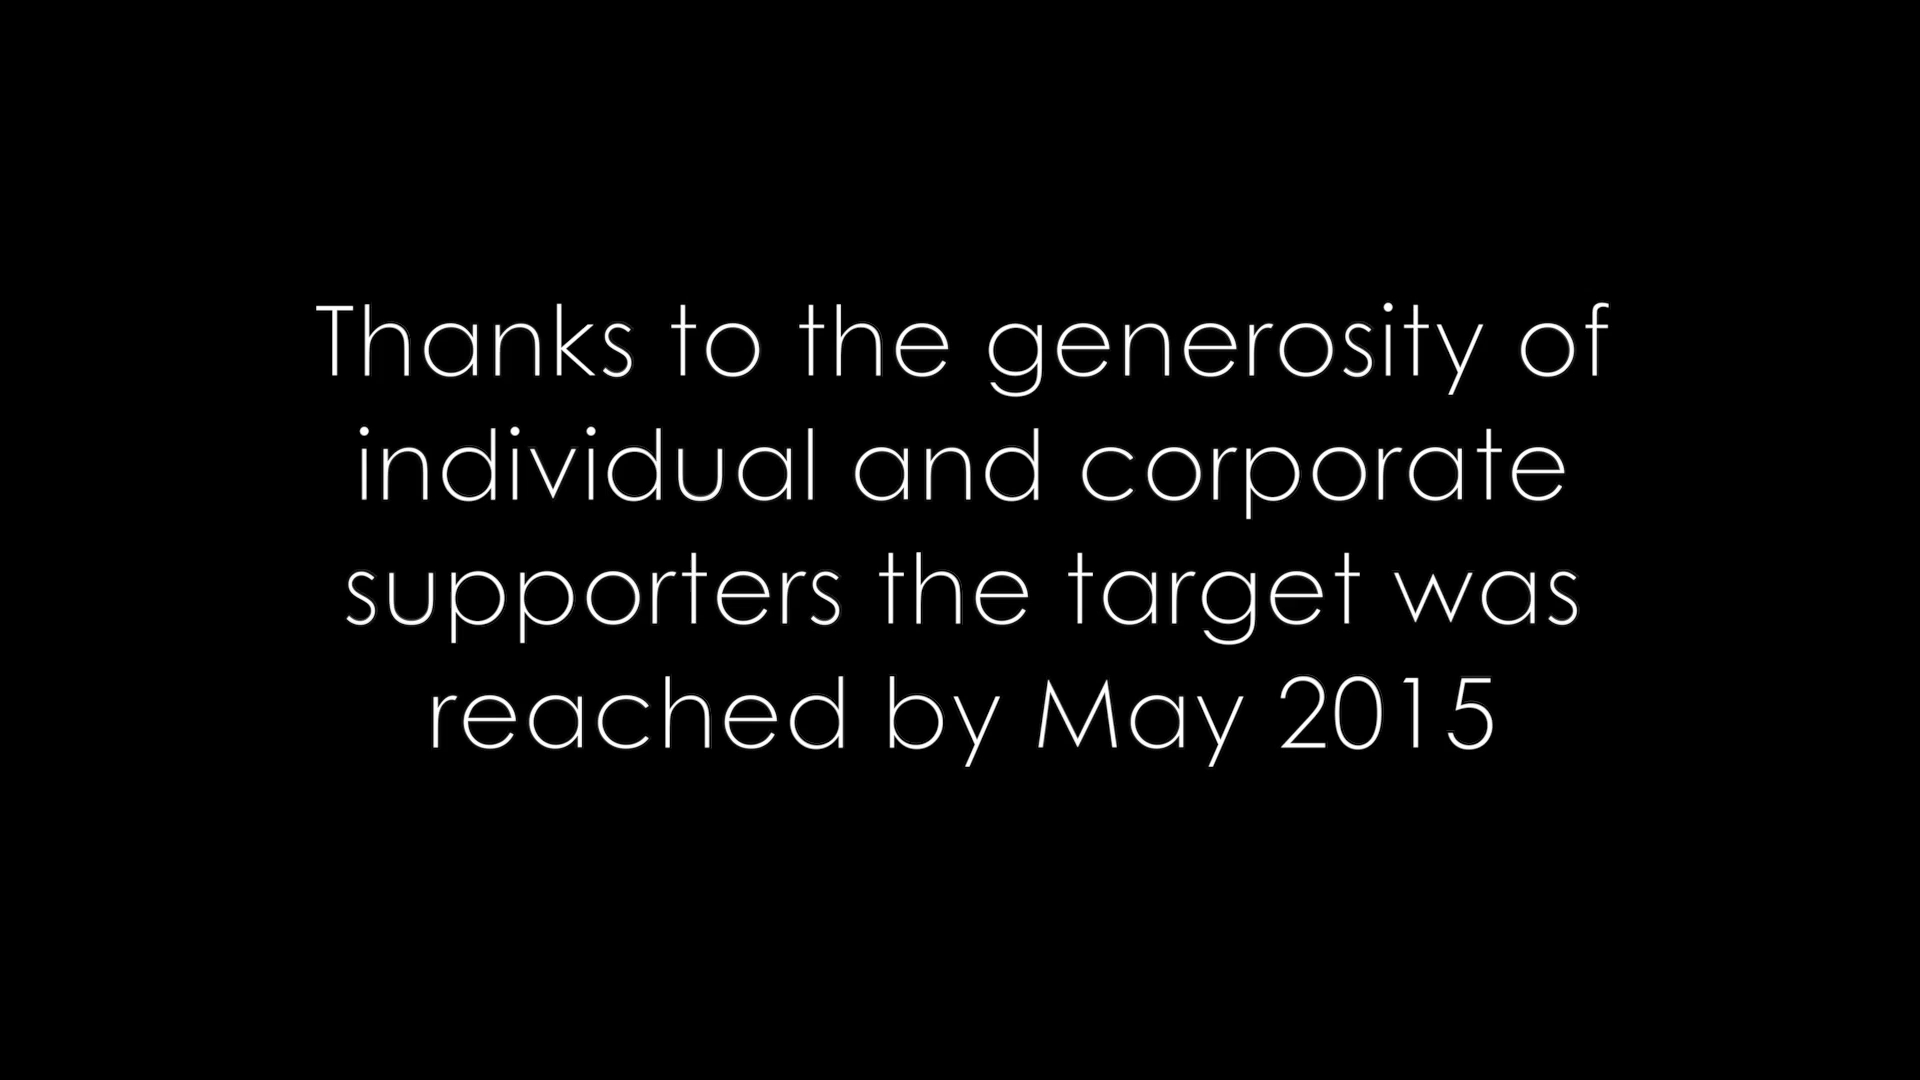 Thanks to the generosity of
individual and corporate
supporters the target was
reached by May 2015